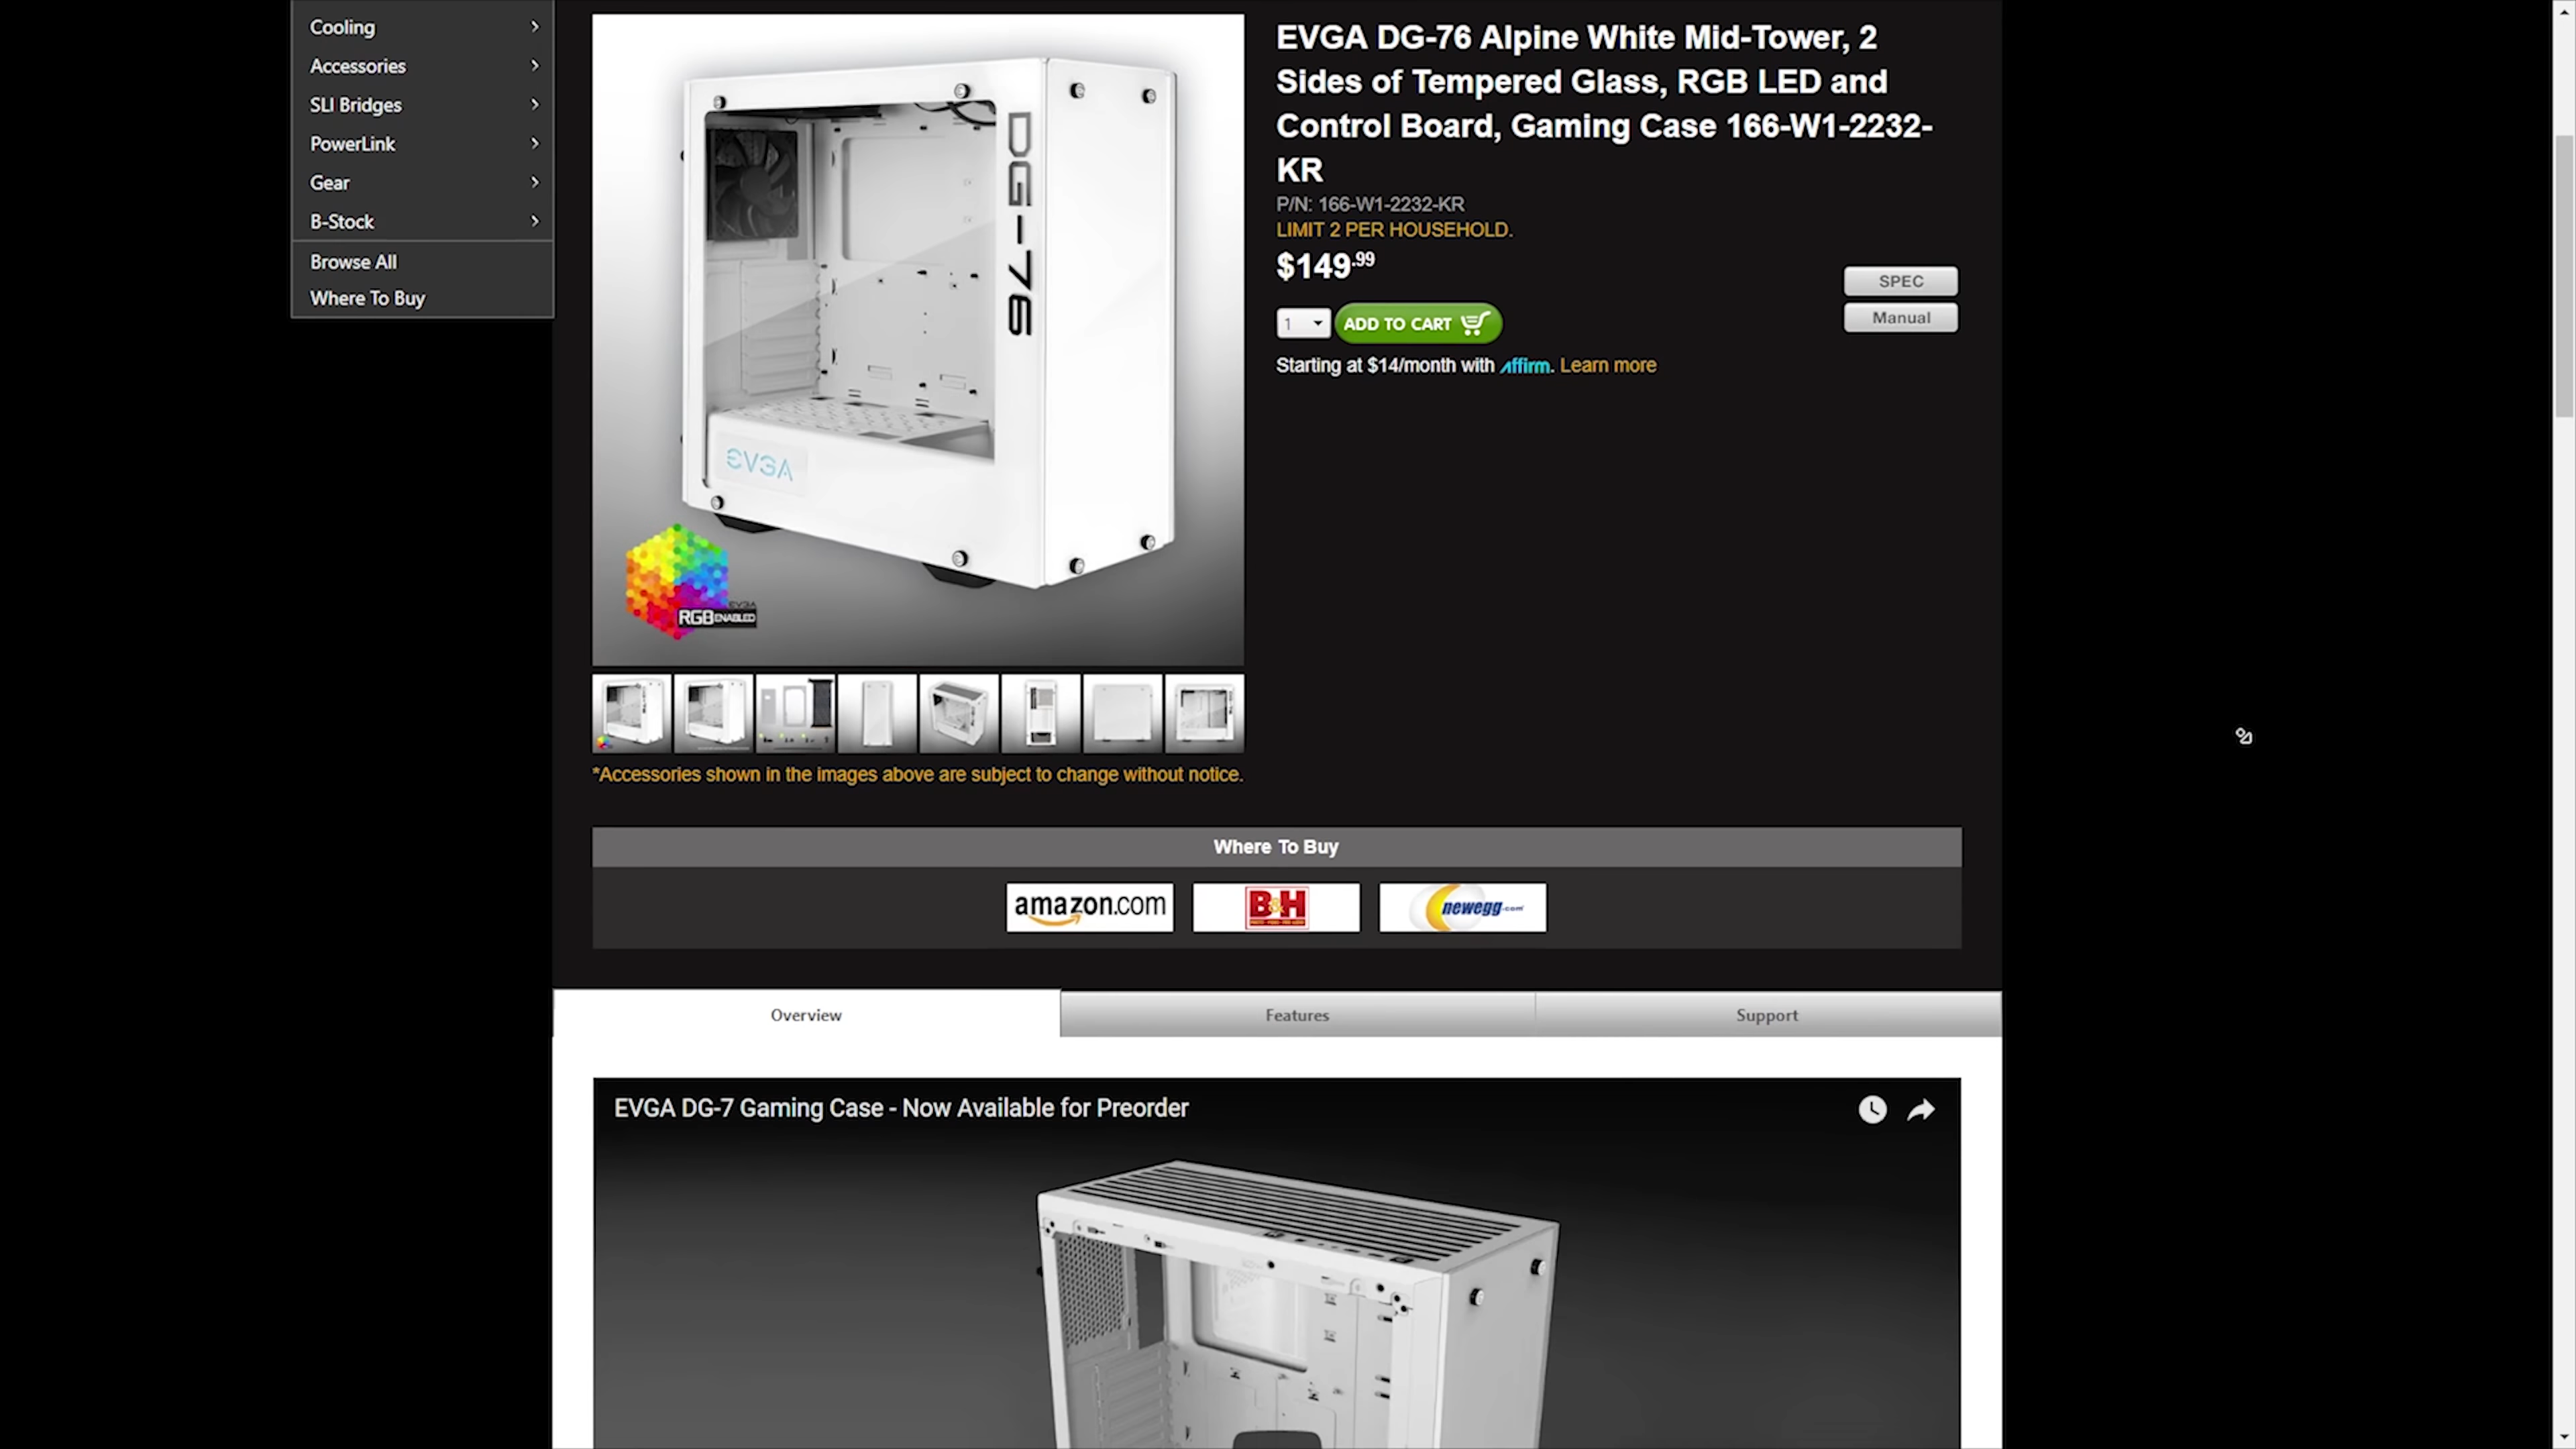 Cooling
Accessories
SLI Bridges
PowerLink
Gear
B-Stock
Browse All
Where To Buy
DG-76
EVGA
EVGA
RGB ENABLED
EVGA DG-76 Alpine White Mid-Tower, 2
Sides of Tempered Glass, RGB LED and
Control Board, Gaming Case 166-W1-2232-
KR
P/N: 166-W1-2232-KR
LIMIT 2 PER HOUSEHOLD.
$149.99
SPEC
Manual
1
ADD TO CART
Starting at $14/month with affirm. Learn more
*Accessories shown in the images above are subject to change without notice.
Where To Buy
amazon.com
B&H
newegg.com
Overview
Features
Support
EVGA DG-7 Gaming Case - Now Available for Preorder